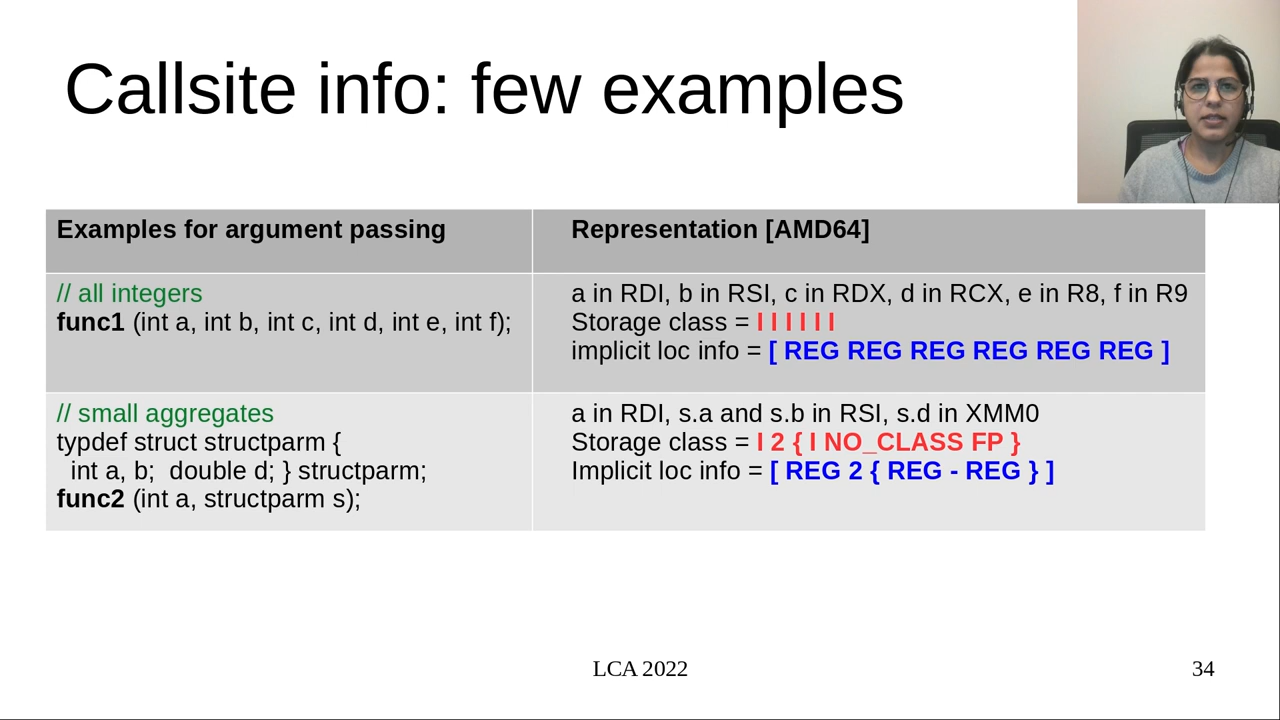 Callsite info: few examples
Examples for argument passing
Representation [AMD64]
// all integers
func1 (int a, int b, int c, int d, int e, int f);
a in RDI, b in RSI, c in RDX, d in RCX, e in R8, f in R9
Storage class = I I I I I I
implicit loc info = [ REG REG REG REG REG REG ]
// small aggregates
typdef struct structparm {
int a, b;  double d; } structparm;
func2 (int a, structparm s);
a in RDI, s.a and s.b in RSI, s.d in XMM0
Storage class = I 2 { I NO_CLASS FP }
Implicit loc info = [ REG 2 { REG - REG } ]
LCA 2022
34